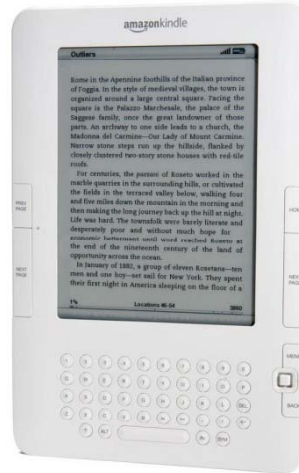 amazonkindle
Outliers
Rome in the Apennine foothills of the Italian province
of Foggia. In the style of medieval villages, the town is
organized around a large central square. Facing the
square is the Palazzo Marchesale, the palace of the
Saggese family, once the great landowner of those
parts. An archway to one side leads to a church, the
Madonna del Carmine—Our Lady of Mount Carmine.
Narrow stone steps run up the hillside, flanked by
closely clustered two-story stone houses with red-tile
roofs.
For centuries, the paesani of Roseto worked in the
marble quarries in the surrounding hills, or cultivated
the fields in the terraced valley below, walking four
and five miles down the mountain in the morning and
then making the long journey back up the hill at night.
Life was hard. The townsfolk were barely literate and
desperately poor and without much hope for
economic betterment until word reached Roseto at
the end of the nineteenth century of the land of
opportunity across the ocean.
In January of 1882, a group of eleven Rosetans—ten
men and one boy—set sail for New York. They spent
their first night in America sleeping on the floor of a
1%
Locations 46-54
3860
PREV
PAGE
NEXT
PAGE
HOME
NEXT
PAGE
MENU
BACK
ALT
DEL
SYM